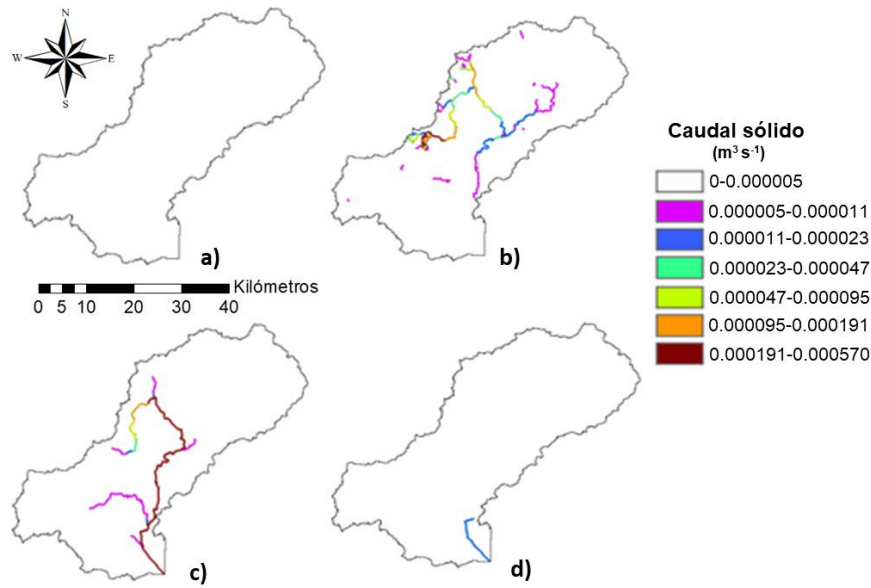 N
W
E
S
a)
b)
Kilómetros
0 5 10 20 30 40
Caudal sólido
(m³ s⁻¹)
0-0.000005
0.000005-0.000011
0.000011-0.000023
0.000023-0.000047
0.000047-0.000095
0.000095-0.000191
0.000191-0.000570
c)
d)